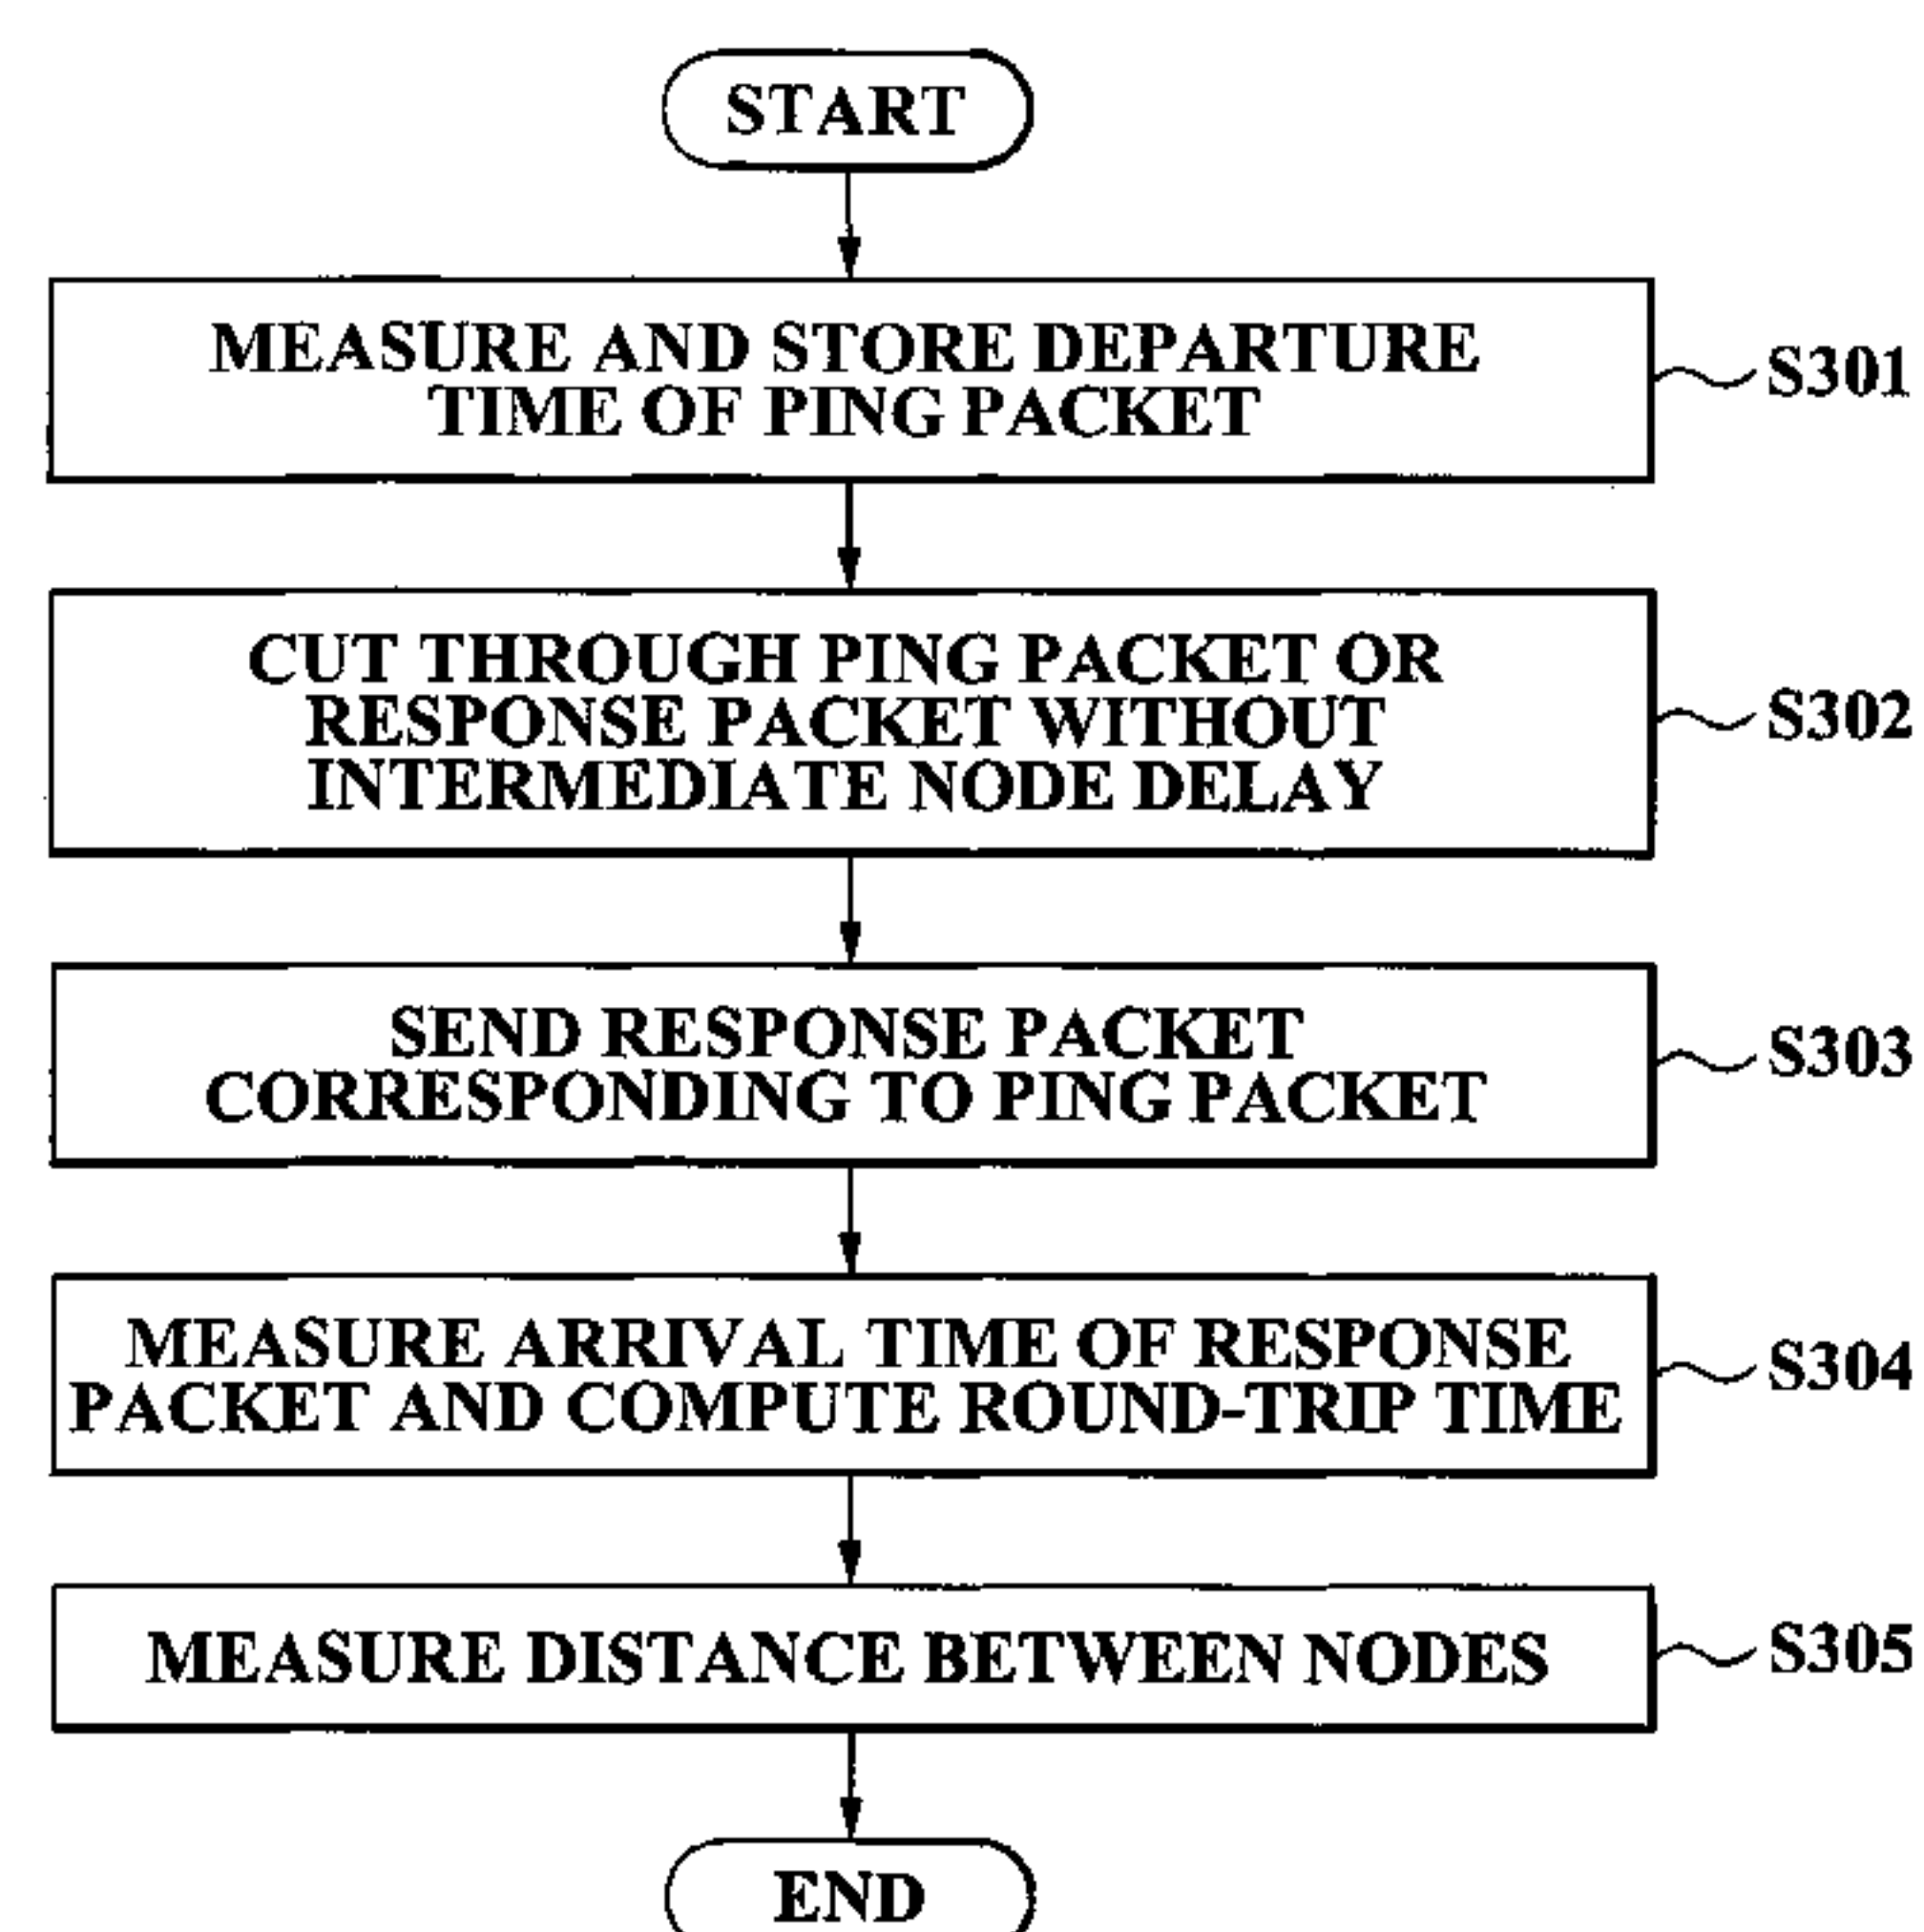 START
MEASURE AND STORE DEPARTURE
TIME OF PING PACKET
S301
CUT THROUGH PING PACKET OR
RESPONSE PACKET WITHOUT
INTERMEDIATE NODE DELAY
S302
SEND RESPONSE PACKET
CORRESPONDING TO PING PACKET
S303
MEASURE ARRIVAL TIME OF RESPONSE
PACKET AND COMPUTE ROUND-TRIP TIME
S304
MEASURE DISTANCE BETWEEN NODES
S305
END